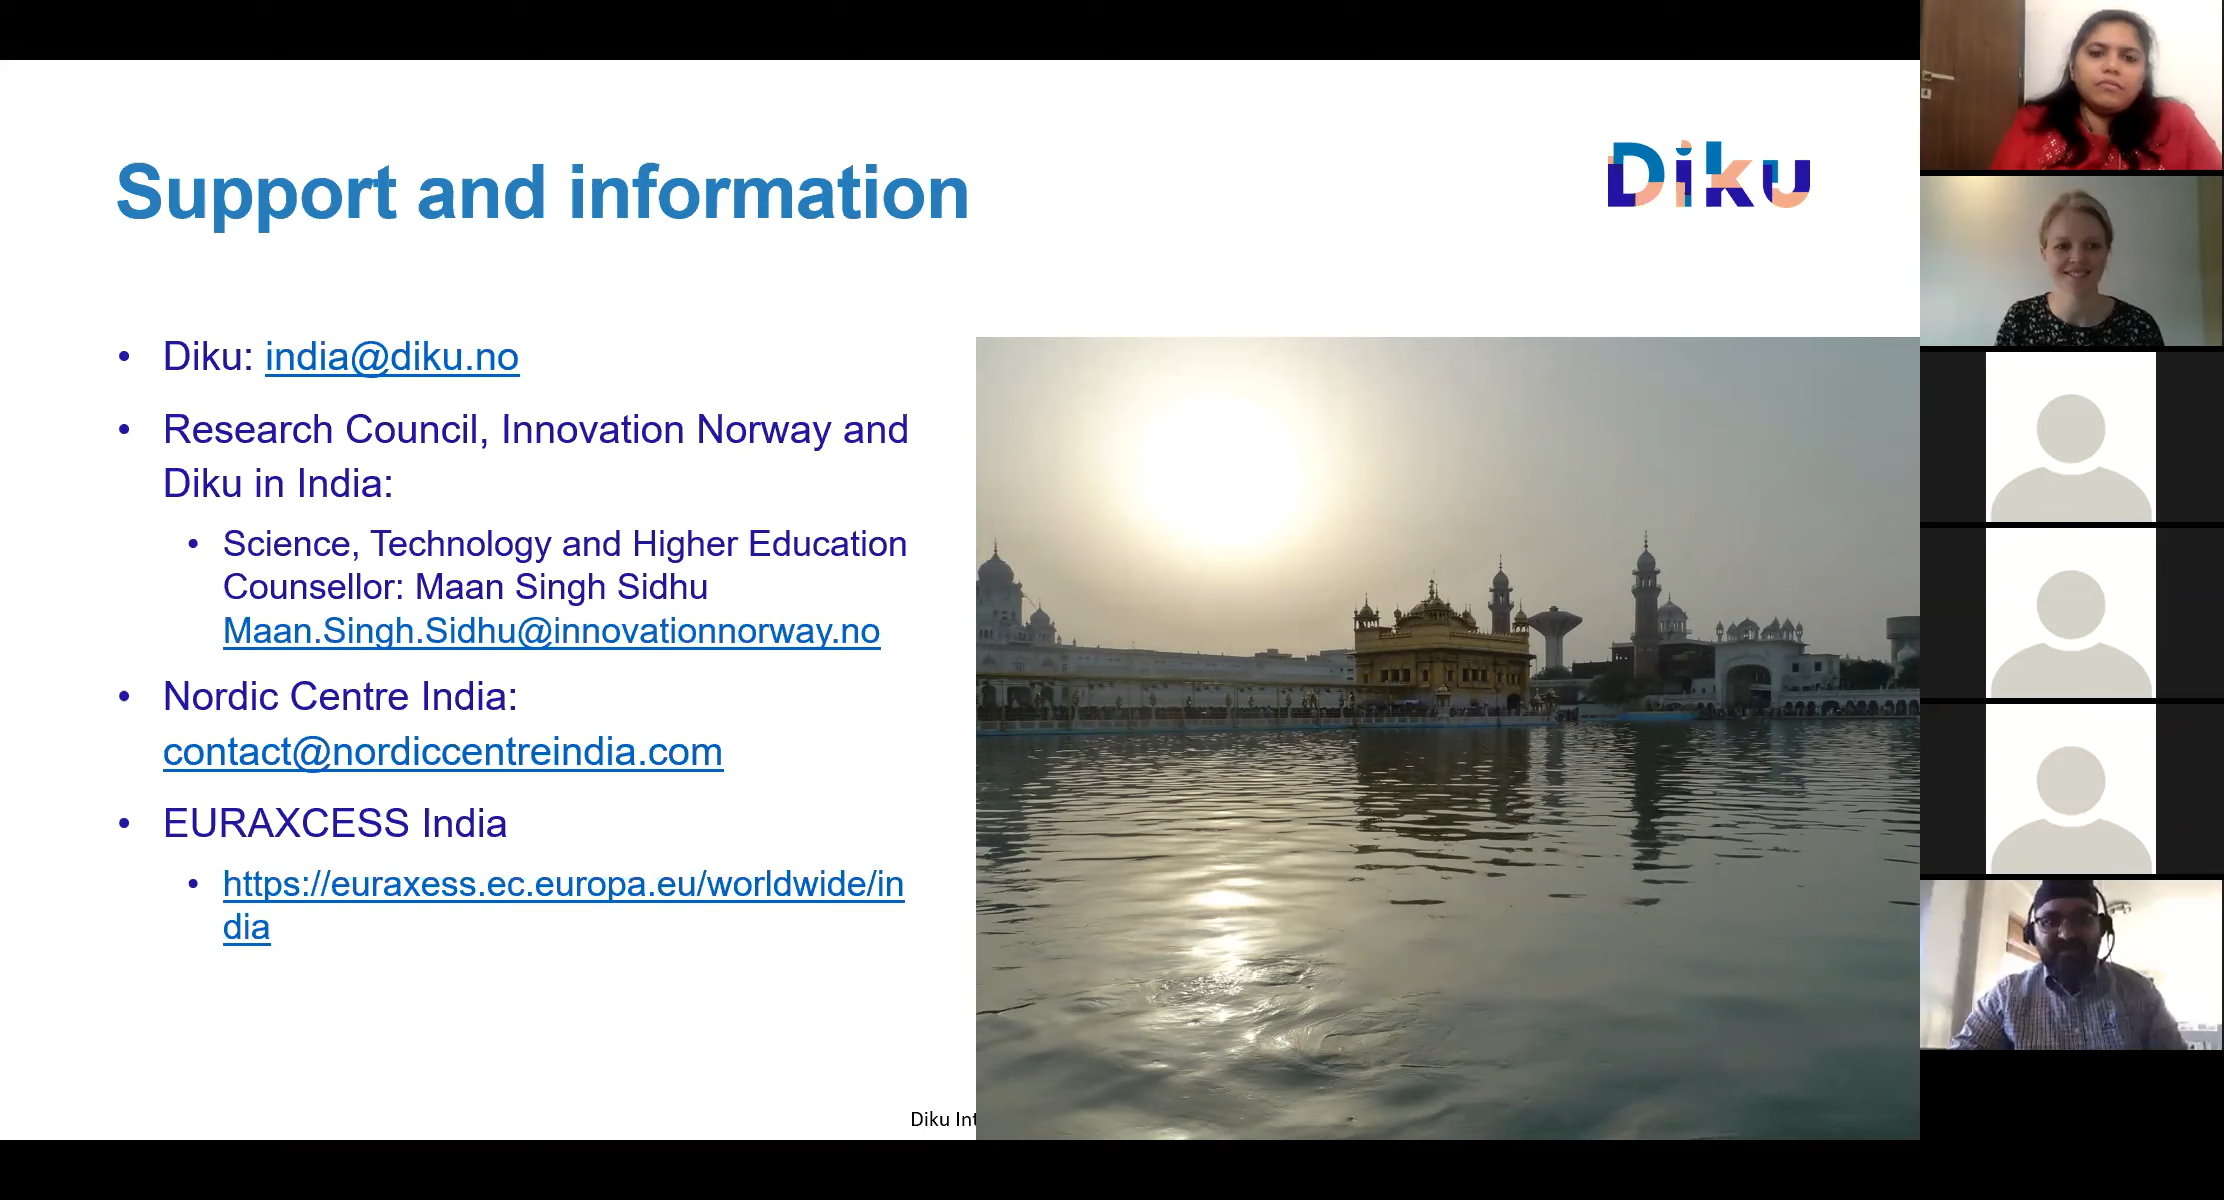 Support and information
Diku
• Diku: india@diku.no
• Research Council, Innovation Norway and
Diku in India:
• Science, Technology and Higher Education
Counsellor: Maan Singh Sidhu
Maan.Singh.Sidhu@innovationnorway.no
• Nordic Centre India:
contact@nordiccentreindia.com
• EURAXCESS India
• https://euraxess.ec.europa.eu/worldwide/in
dia
Diku Int